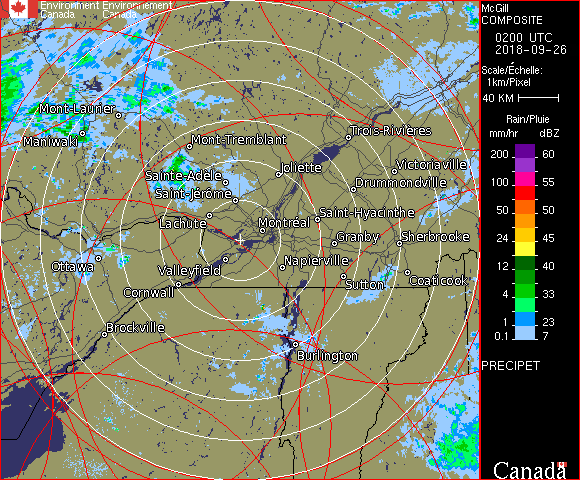 Environment Environnement
Canada Canada
McGill
COMPOSITE
0200 UTC
2018-09-26
Scale/Échelle:
1km/Pixel
40 KM
Rain/Pluie
mm/hr dBZ
200 60
100 55
50 50
24 45
12 40
4 33
1 23
0.1 7
PRECIPET
Canada
Mont-Laurier
Maniwaki
Mont-Tremblant
Trois-Rivières
Sainte-Adèle
Joliette
Victoriaville
Saint-Jérôme
Drummondville
Lachute
Montréal
Saint-Hyacinthe
Granby
Sherbrooke
Ottawa
Valleyfield
Napierville
Cornwall
Sutton
Coaticook
Brockville
Burlington